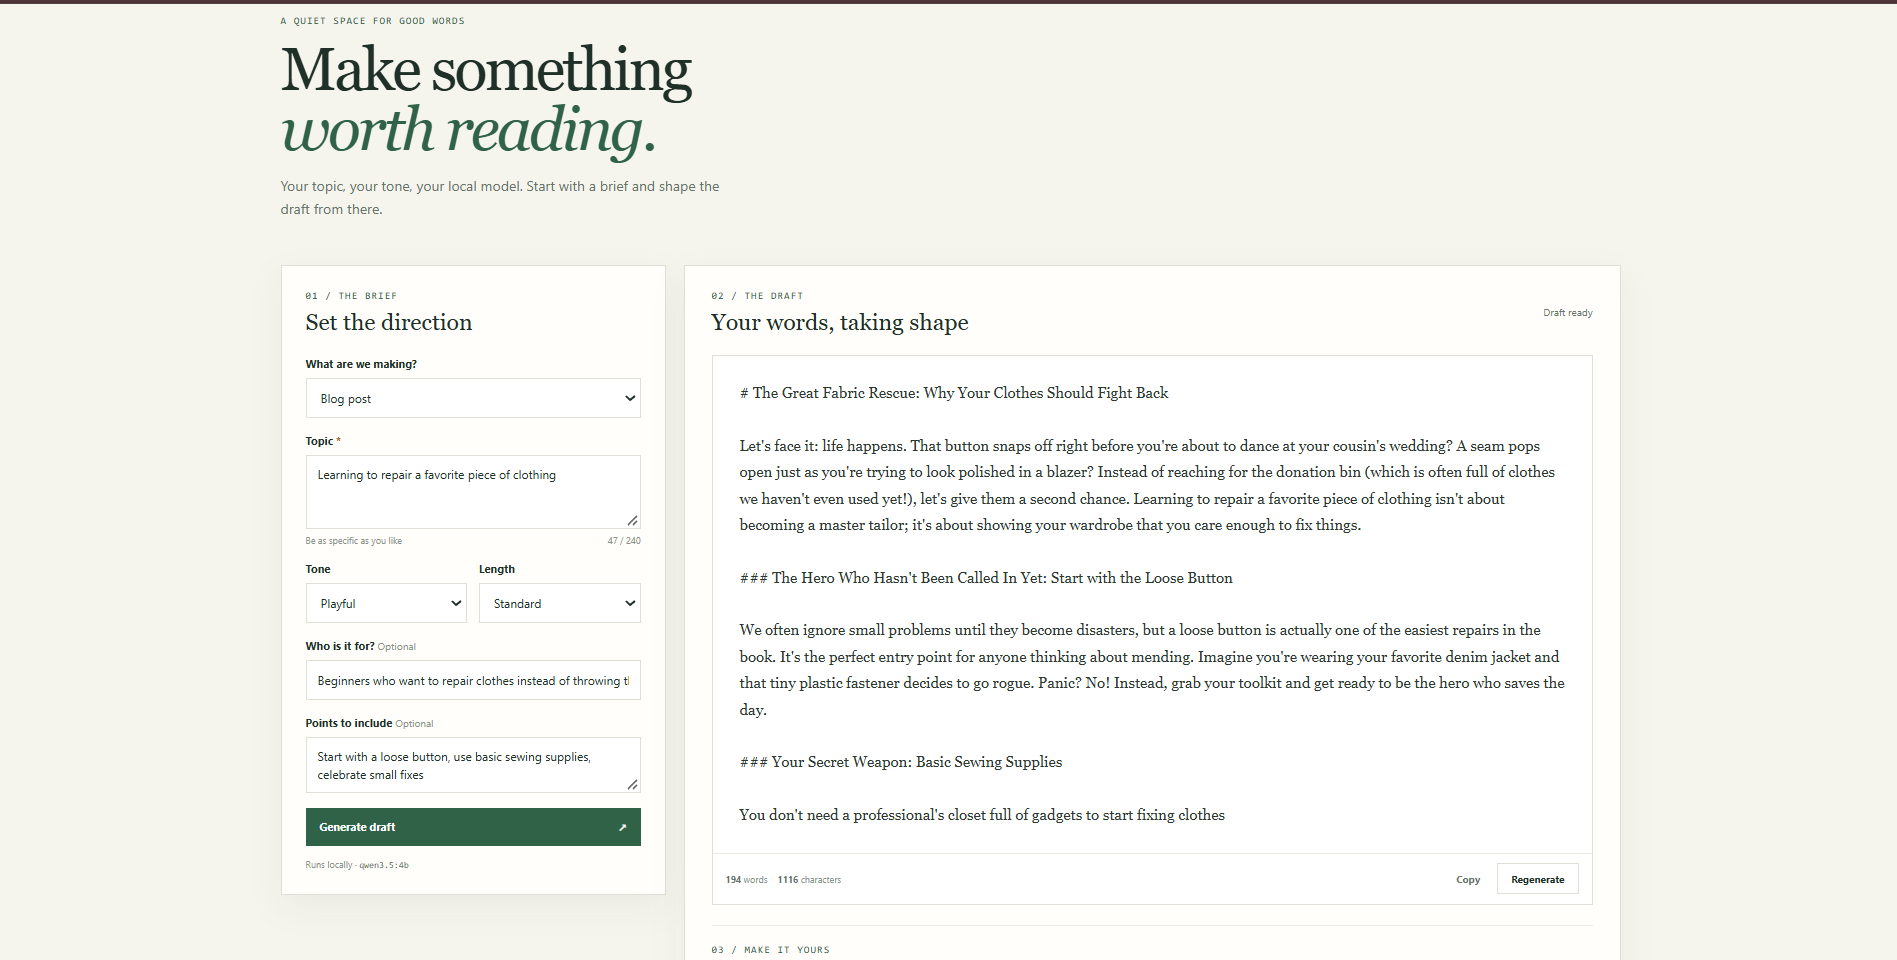 A QUIET SPACE FOR GOOD WORDS
Make something
worth reading.
Your topic, your tone, your local model. Start with a brief and shape the
draft from there.
01 / THE BRIEF
Set the direction
What are we making?
Blog post
Topic *
Learning to repair a favorite piece of clothing
Be as specific as you like
47 / 240
Tone
Length
Playful
Standard
Who is it for? Optional
Beginners who want to repair clothes instead of throwing t
Points to include Optional
Start with a loose button, use basic sewing supplies,
celebrate small fixes
Generate draft ↗
Runs locally · qwen3.5:4b
02 / THE DRAFT
Your words, taking shape
Draft ready
# The Great Fabric Rescue: Why Your Clothes Should Fight Back
Let's face it: life happens. That button snaps off right before you're about to dance at your cousin's wedding? A seam pops
open just as you're trying to look polished in a blazer? Instead of reaching for the donation bin (which is often full of clothes
we haven't even used yet!), let's give them a second chance. Learning to repair a favorite piece of clothing isn't about
becoming a master tailor; it's about showing your wardrobe that you care enough to fix things.
### The Hero Who Hasn't Been Called In Yet: Start with the Loose Button
We often ignore small problems until they become disasters, but a loose button is actually one of the easiest repairs in the
book. It's the perfect entry point for anyone thinking about mending. Imagine you're wearing your favorite denim jacket and
that tiny plastic fastener decides to go rogue. Panic? No! Instead, grab your toolkit and get ready to be the hero who saves the
day.
### Your Secret Weapon: Basic Sewing Supplies
You don't need a professional's closet full of gadgets to start fixing clothes
194 words 1116 characters
Copy
Regenerate
03 / MAKE IT YOURS